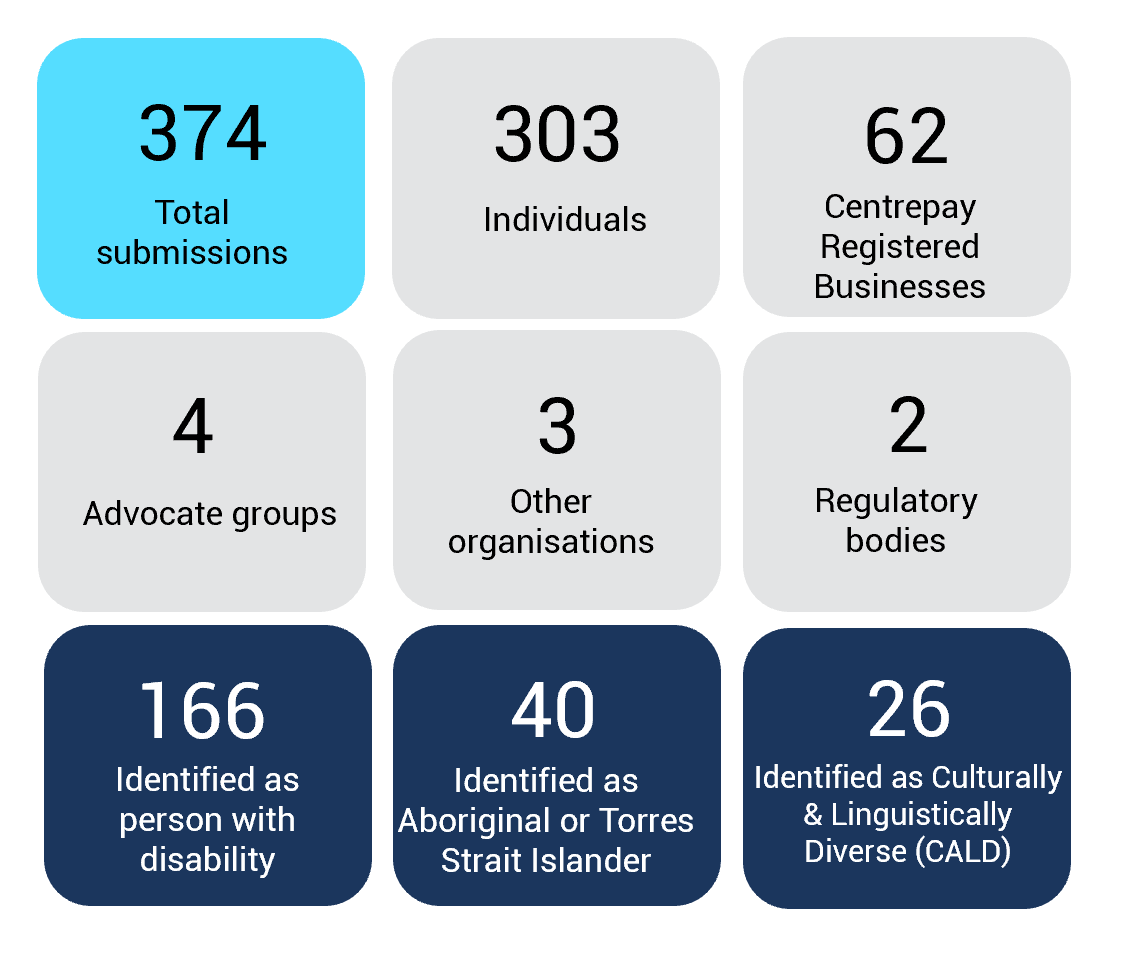 374
Total
submissions
303
Individuals
62
Centrepay
Registered
Businesses
4
Advocate groups
3
Other
organisations
2
Regulatory
bodies
166
Identified as
person with
disability
40
Identified as
Aboriginal or Torres
Strait Islander
26
Identified as Culturally
& Linguistically
Diverse (CALD)